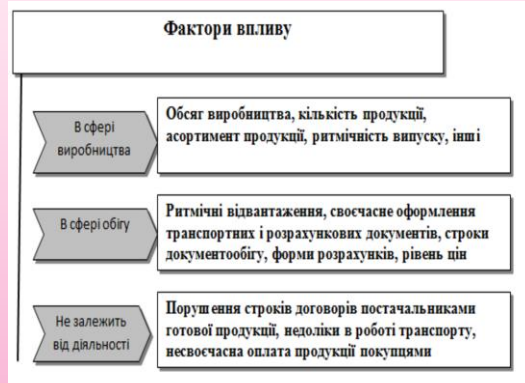 Фактори впливу
В сфері
виробництва
Обсяг виробництва, кількість продукції,
асортимент продукції, ритмічність випуску, інші
В сфері обігу
Ритмічні відвантаження, своєчасне оформлення
транспортних і розрахункових документів, строки
документообігу, форми розрахунків, рівень цін
Не залежить
від діяльності
Порушення строків договорів постачальниками
готової продукції, недоліки в роботі транспорту,
несвоєчасна оплата продукції покупцями